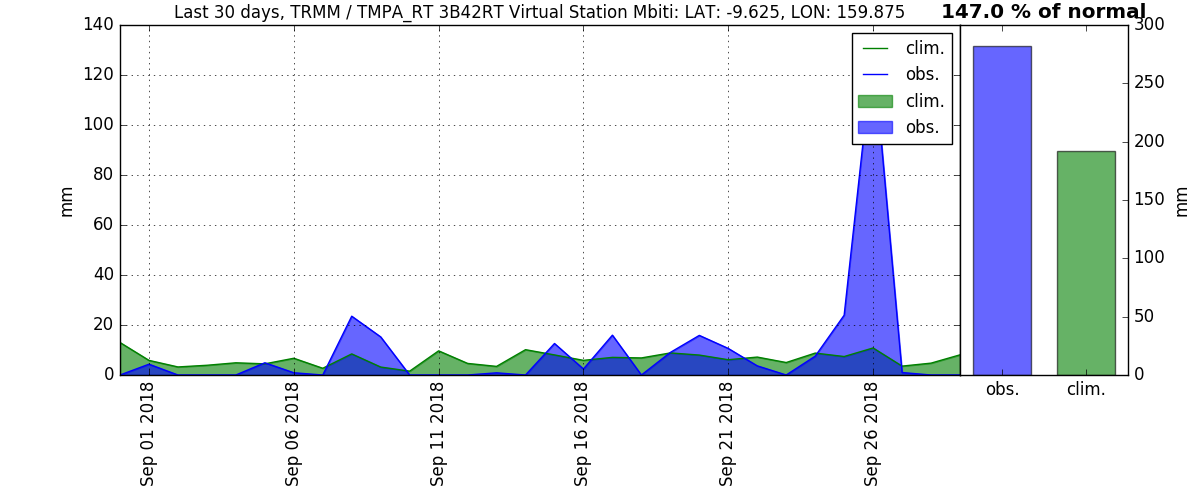 Last 30 days, TRMM / TMPA_RT 3B42RT Virtual Station Mbiti: LAT: -9.625, LON: 159.875
147.0 % of normal
mm
140
120
100
80
60
40
20
0
clim.
obs.
clim.
obs.
Sep 01 2018
Sep 06 2018
Sep 11 2018
Sep 16 2018
Sep 21 2018
Sep 26 2018
300
250
200
150
100
50
0
mm
obs.
clim.